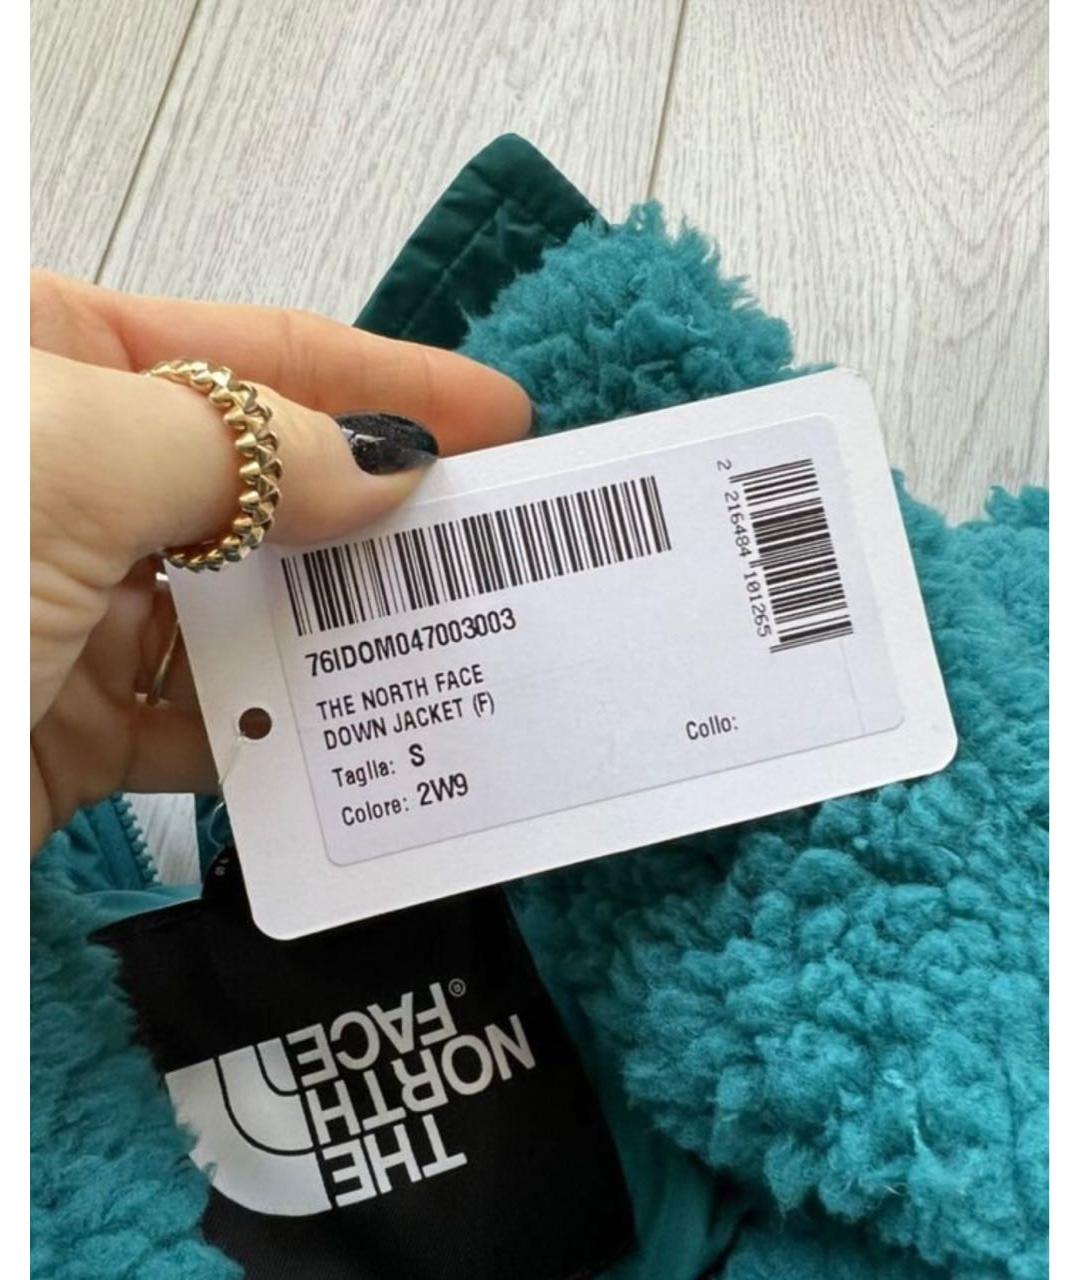 76IDOM047003003
THE NORTH FACE
DOWN JACKET (F)
Taglia: S
Colore: 2W9
Collo:
2 216484 101265
THE
NORTH
FACE®